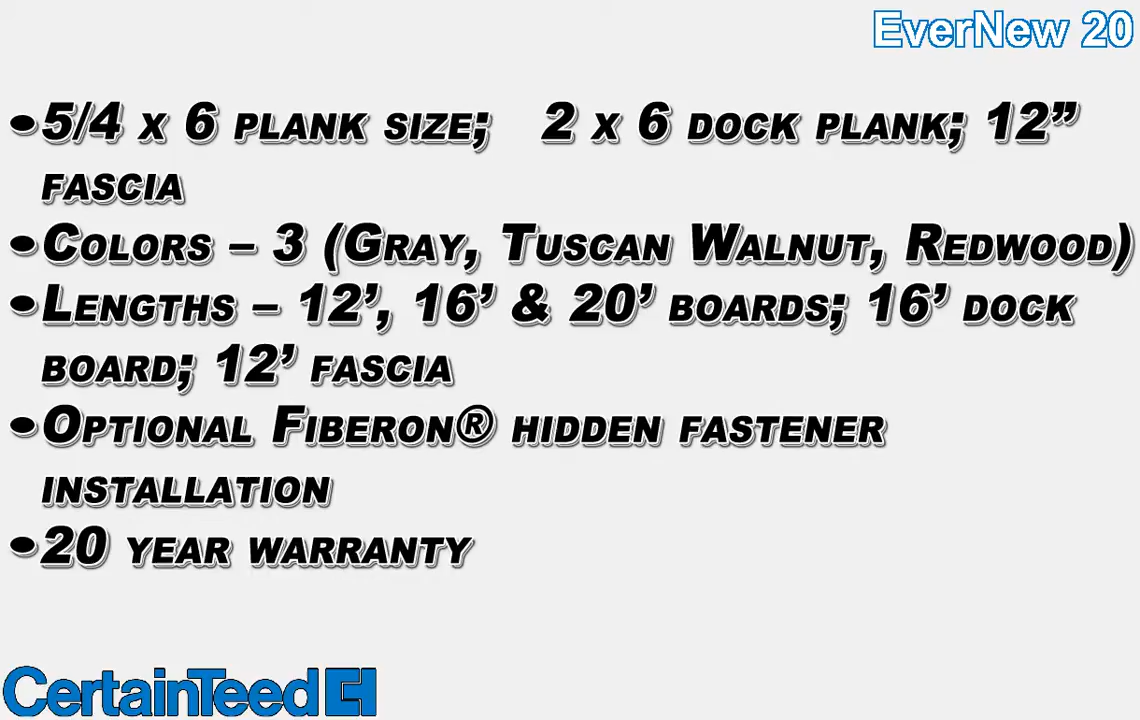 EverNew 20
•5/4 x 6 plank size;   2 x 6 dock plank; 12”
fascia
•Colors – 3 (Gray, Tuscan Walnut, Redwood)
•Lengths – 12’, 16’ & 20’ boards; 16’ dock
board; 12’ fascia
•Optional Fiberon® hidden fastener
installation
•20 year warranty
CertainTeed